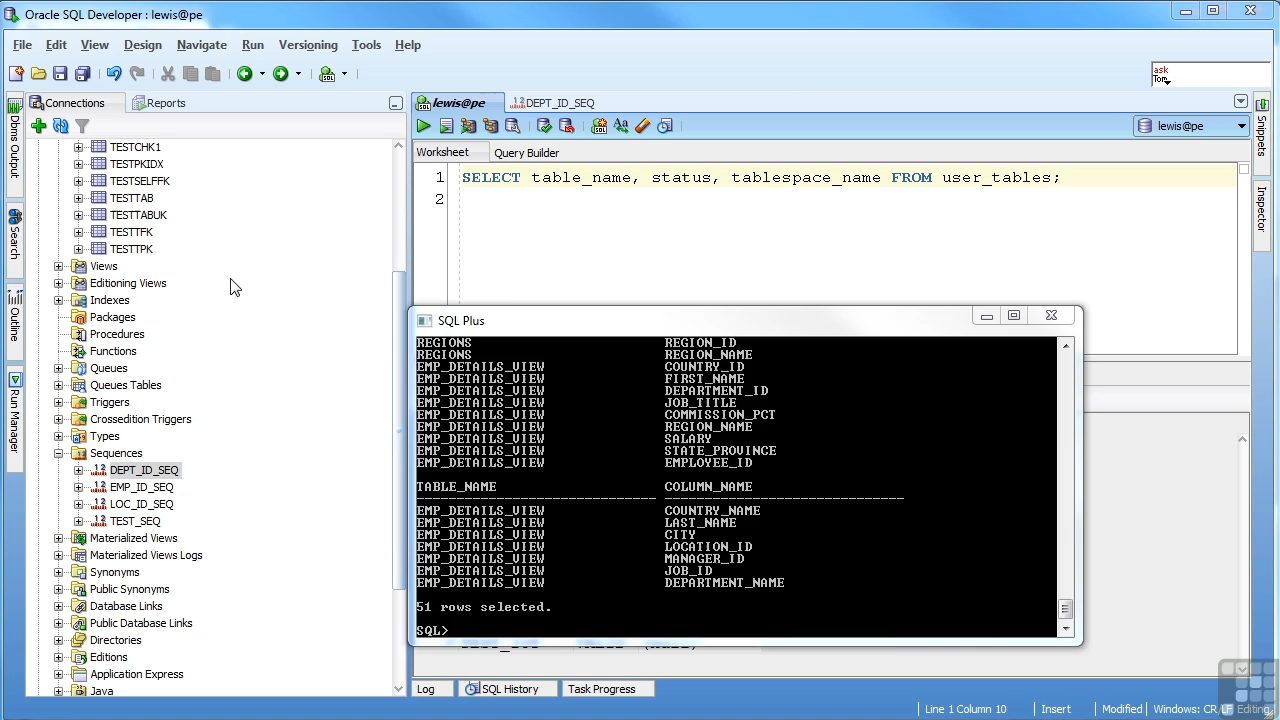 Oracle SQL Developer : lewis@pe
File Edit View Design Navigate Run Versioning Tools Help
ask
Tom
Connections
Reports
lewis@pe
DEPT_ID_SEQ
lewis@pe
Worksheet
Query Builder
1 SELECT table_name, status, tablespace_name FROM user_tables;
2
Dbms Output
Search
Outline
Run Manager
Snippets
Inspector
TESTCHK1
TESTPKIDX
TESTSELFFK
TESTTAB
TESTTABUK
TESTTFK
TESTTPK
Views
Editioning Views
Indexes
Packages
Procedures
Functions
Queues
Queues Tables
Triggers
Crossedition Triggers
Types
Sequences
DEPT_ID_SEQ
EMP_ID_SEQ
LOC_ID_SEQ
TEST_SEQ
Materialized Views
Materialized Views Logs
Synonyms
Public Synonyms
Database Links
Public Database Links
Directories
Editions
Application Express
Java
SQL Plus
REGIONS REGION_ID
REGIONS REGION_NAME
EMP_DETAILS_VIEW COUNTRY_ID
EMP_DETAILS_VIEW FIRST_NAME
EMP_DETAILS_VIEW DEPARTMENT_ID
EMP_DETAILS_VIEW JOB_TITLE
EMP_DETAILS_VIEW COMMISSION_PCT
EMP_DETAILS_VIEW REGION_NAME
EMP_DETAILS_VIEW SALARY
EMP_DETAILS_VIEW STATE_PROVINCE
EMP_DETAILS_VIEW EMPLOYEE_ID
TABLE_NAME COLUMN_NAME
------------------------------ ------------------------------
EMP_DETAILS_VIEW COUNTRY_NAME
EMP_DETAILS_VIEW LAST_NAME
EMP_DETAILS_VIEW CITY
EMP_DETAILS_VIEW LOCATION_ID
EMP_DETAILS_VIEW MANAGER_ID
EMP_DETAILS_VIEW JOB_ID
EMP_DETAILS_VIEW DEPARTMENT_NAME
51 rows selected.
SQL>
Log
SQL History
Task Progress
Line 1 Column 10 Insert Modified Windows: CR/LF Editing